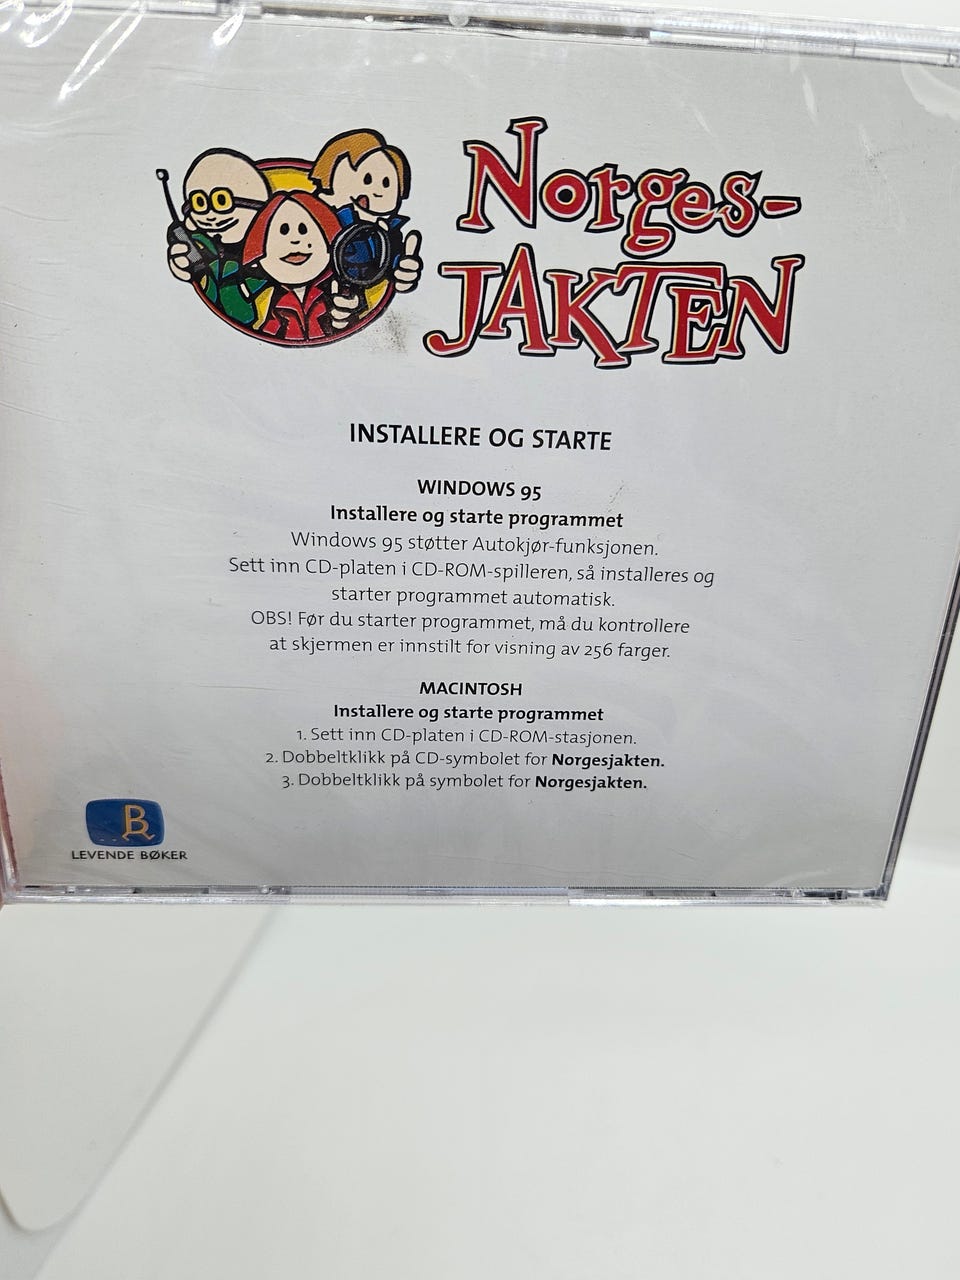 Norges-
JAKTEN
INSTALLERE OG STARTE
WINDOWS 95
Installere og starte programmet
Windows 95 støtter Autokjør-funksjonen.
Sett inn CD-platen i CD-ROM-spilleren, så installeres og
starter programmet automatisk.
OBS! Før du starter programmet, må du kontrollere
at skjermen er innstilt for visning av 256 farger.
MACINTOSH
Installere og starte programmet
1. Sett inn CD-platen i CD-ROM-stasjonen.
2. Dobbeltklikk på CD-symbolet for Norgesjakten.
3. Dobbeltklikk på symbolet for Norgesjakten.
B
LEVENDE BØKER